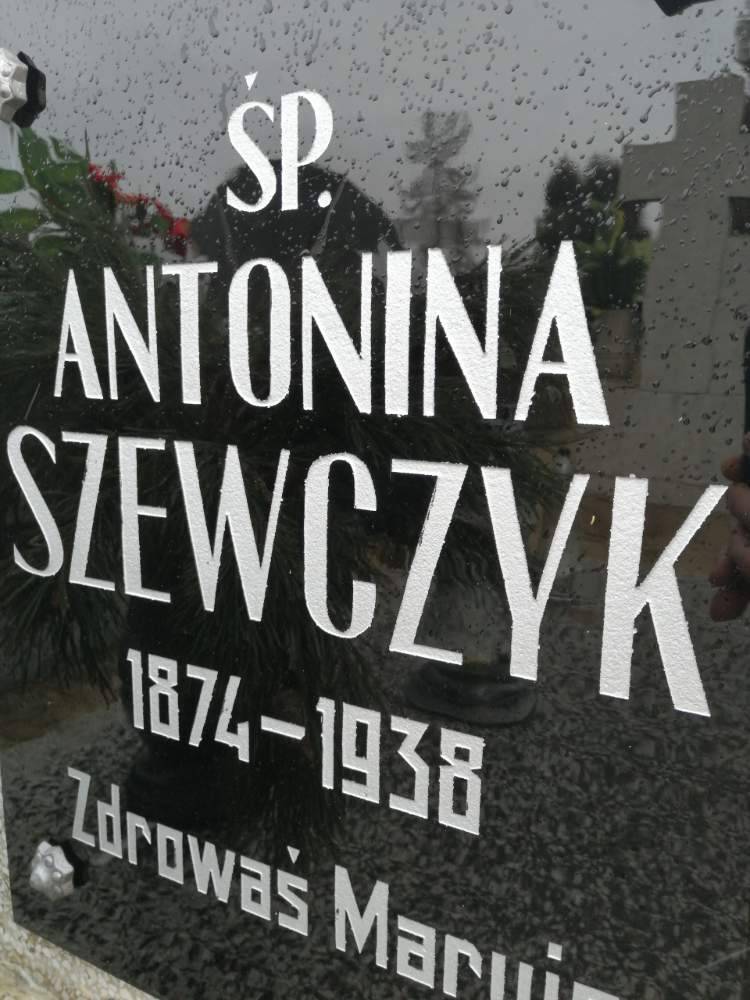 ŚP.
ANTONINA
SZEWCZYK
1874-1938
Zdrowaś